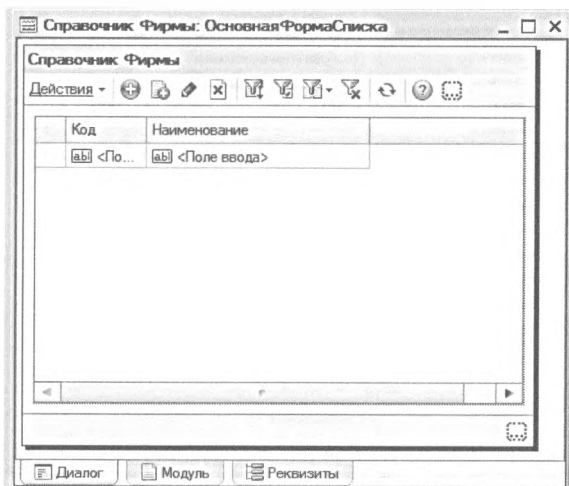 Справочник Фирмы: ОсновнаяФормаСписка
Справочник Фирмы
Действия
Код Наименование
<По... <Поле ввода>
Диалог Модуль Реквизиты